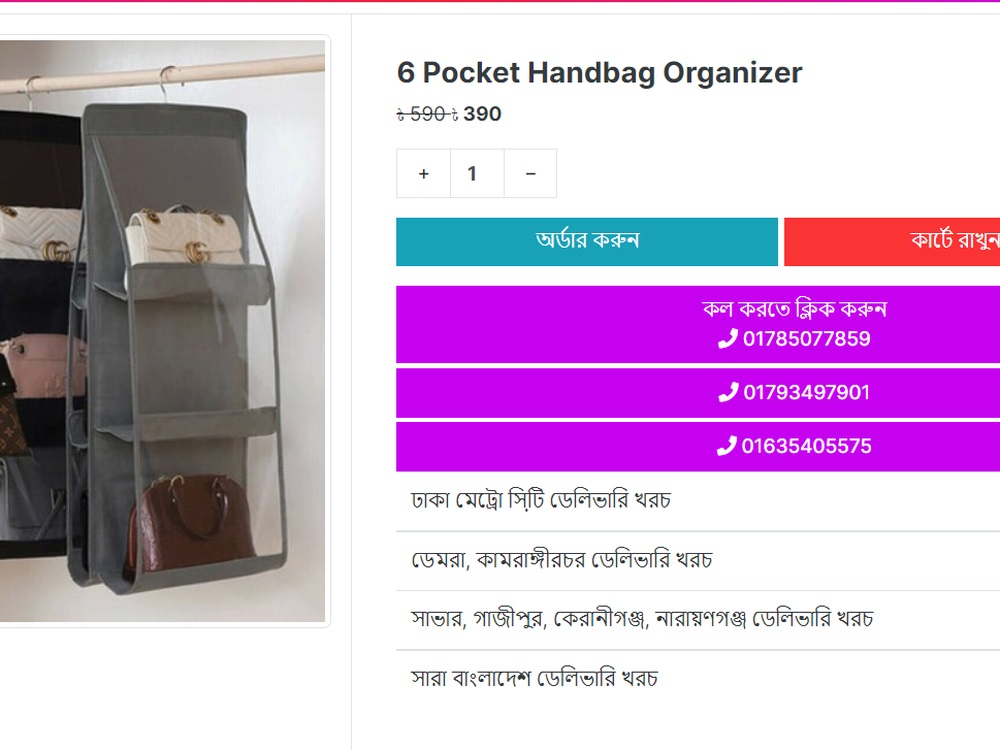 6 Pocket Handbag Organizer
৳ 590 ৳ 390
+ 1 −
অর্ডার করুন
কার্টে রাখুন
কল করতে ক্লিক করুন
01785077859
01793497901
01635405575
ঢাকা মেট্রো সি়টি ডেলিভারি খরচ
ডেমরা, কামরাঙ্গীরচর ডেলিভারি খরচ
সাভার, গাজীপুর, কেরানীগঞ্জ, নারায়ণগঞ্জ ডেলিভারি খরচ
সারা বাংলাদেশ ডেলিভারি খরচ